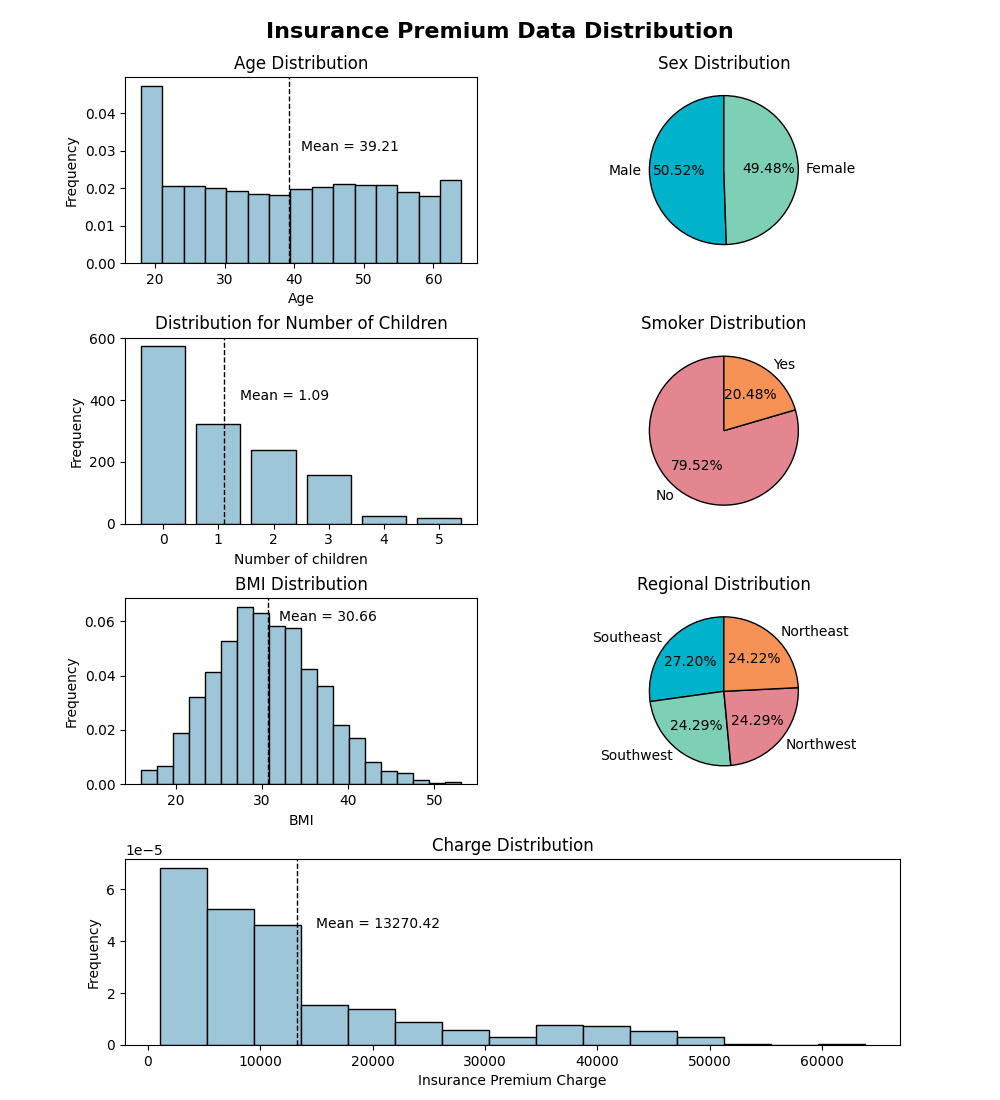 Insurance Premium Data Distribution
Age Distribution
Frequency
0.04
0.03
0.02
0.01
0.00
Mean = 39.21
20 30 40 50 60
Age
Sex Distribution
Male 50.52% 49.48% Female
Distribution for Number of Children
Frequency
600
400
200
0
Mean = 1.09
0 1 2 3 4 5
Number of children
Smoker Distribution
Yes
20.48%
79.52%
No
BMI Distribution
Frequency
0.06
0.04
0.02
0.00
Mean = 30.66
20 30 40 50
BMI
Regional Distribution
Southeast Northeast
27.20% 24.22%
24.29% 24.29%
Southwest Northwest
Charge Distribution
1e−5
Frequency
6
4
2
0
Mean = 13270.42
0 10000 20000 30000 40000 50000 60000
Insurance Premium Charge